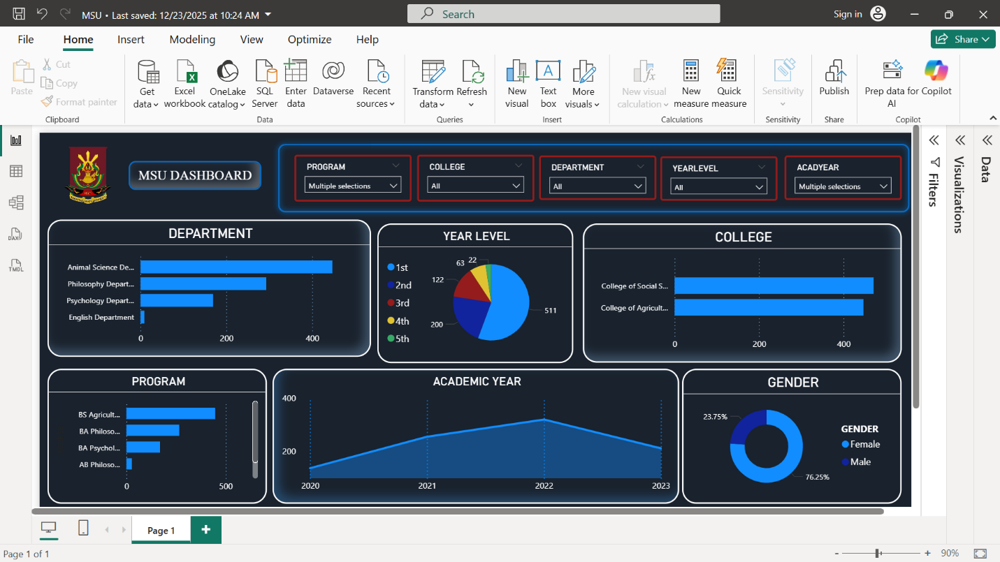 MSU • Last saved: 12/23/2025 at 10:24 AM
Search
Sign in
File Home Insert Modeling View Optimize Help
Share
Paste
Cut
Copy
Format painter
Clipboard
Get data
Excel workbook
OneLake catalog
SQL Server
Enter data
Dataverse
Recent sources
Data
Transform data
Refresh
Queries
New visual
Text box
More visuals
Insert
New visual calculation
New measure
Quick measure
Calculations
Sensitivity
Sensitivity
Publish
Share
Prep data for AI
Copilot
Copilot
DAX
TMDL
MSU DASHBOARD
PROGRAM
Multiple selections
COLLEGE
All
DEPARTMENT
All
YEARLEVEL
All
ACADYEAR
Multiple selections
Filters
Visualizations
Data
DEPARTMENT
Animal Science De...
Philosophy Depart...
Psychology Depart...
English Department
0 200 400
YEAR LEVEL
1st
2nd
3rd
4th
5th
22
63
122
200
511
COLLEGE
College of Social S...
College of Agricult...
0 200 400
PROGRAM
BS Agricult...
BA Philoso...
BA Psychol...
AB Philoso...
0 500
ACADEMIC YEAR
400
200
2020 2021 2022 2023
GENDER
23.75%
76.25%
GENDER
Female
Male
Page 1
Page 1 of 1
- + 90%